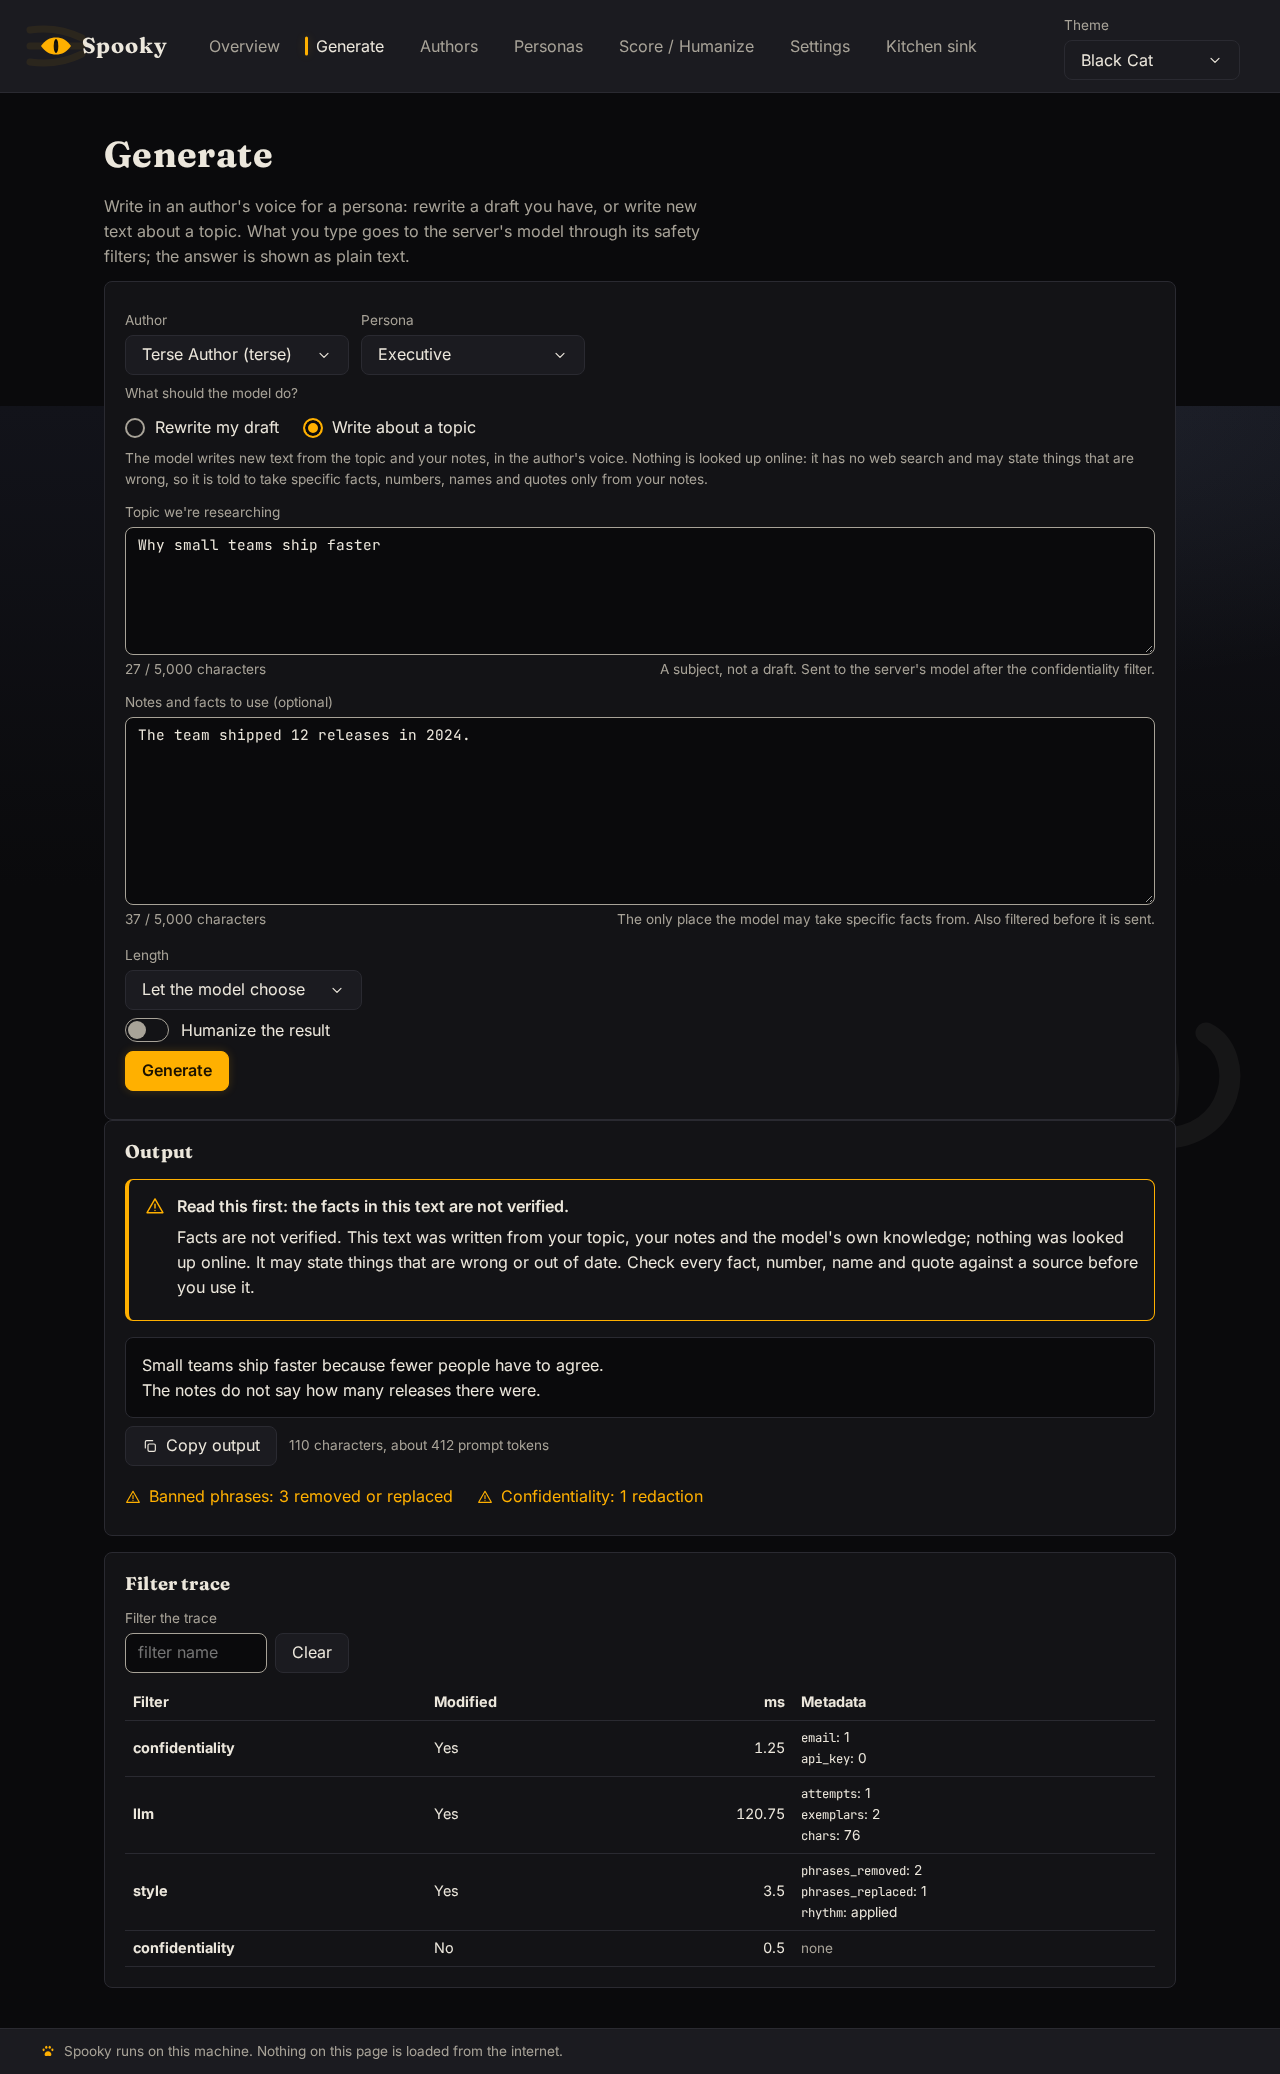 Spooky
Overview
Generate
Authors
Personas
Score / Humanize
Settings
Kitchen sink
Theme
Black Cat
Generate
Write in an author's voice for a persona: rewrite a draft you have, or write new
text about a topic. What you type goes to the server's model through its safety
filters; the answer is shown as plain text.
Author
Persona
Terse Author (terse)
Executive
What should the model do?
Rewrite my draft
Write about a topic
The model writes new text from the topic and your notes, in the author's voice. Nothing is looked up online: it has no web search and may state things that are
wrong, so it is told to take specific facts, numbers, names and quotes only from your notes.
Topic we're researching
Why small teams ship faster
27 / 5,000 characters
A subject, not a draft. Sent to the server's model after the confidentiality filter.
Notes and facts to use (optional)
The team shipped 12 releases in 2024.
37 / 5,000 characters
The only place the model may take specific facts from. Also filtered before it is sent.
Length
Let the model choose
Humanize the result
Generate
Output
Read this first: the facts in this text are not verified.
Facts are not verified. This text was written from your topic, your notes and the model's own knowledge; nothing was looked
up online. It may state things that are wrong or out of date. Check every fact, number, name and quote against a source before
you use it.
Small teams ship faster because fewer people have to agree.
The notes do not say how many releases there were.
Copy output
110 characters, about 412 prompt tokens
Banned phrases: 3 removed or replaced
Confidentiality: 1 redaction
Filter trace
Filter the trace
filter name
Clear
Filter Modified ms Metadata
confidentiality Yes 1.25 email: 1
api_key: 0
llm Yes 120.75 attempts: 1
exemplars: 2
chars: 76
style Yes 3.5 phrases_removed: 2
phrases_replaced: 1
rhythm: applied
confidentiality No 0.5 none
Spooky runs on this machine. Nothing on this page is loaded from the internet.